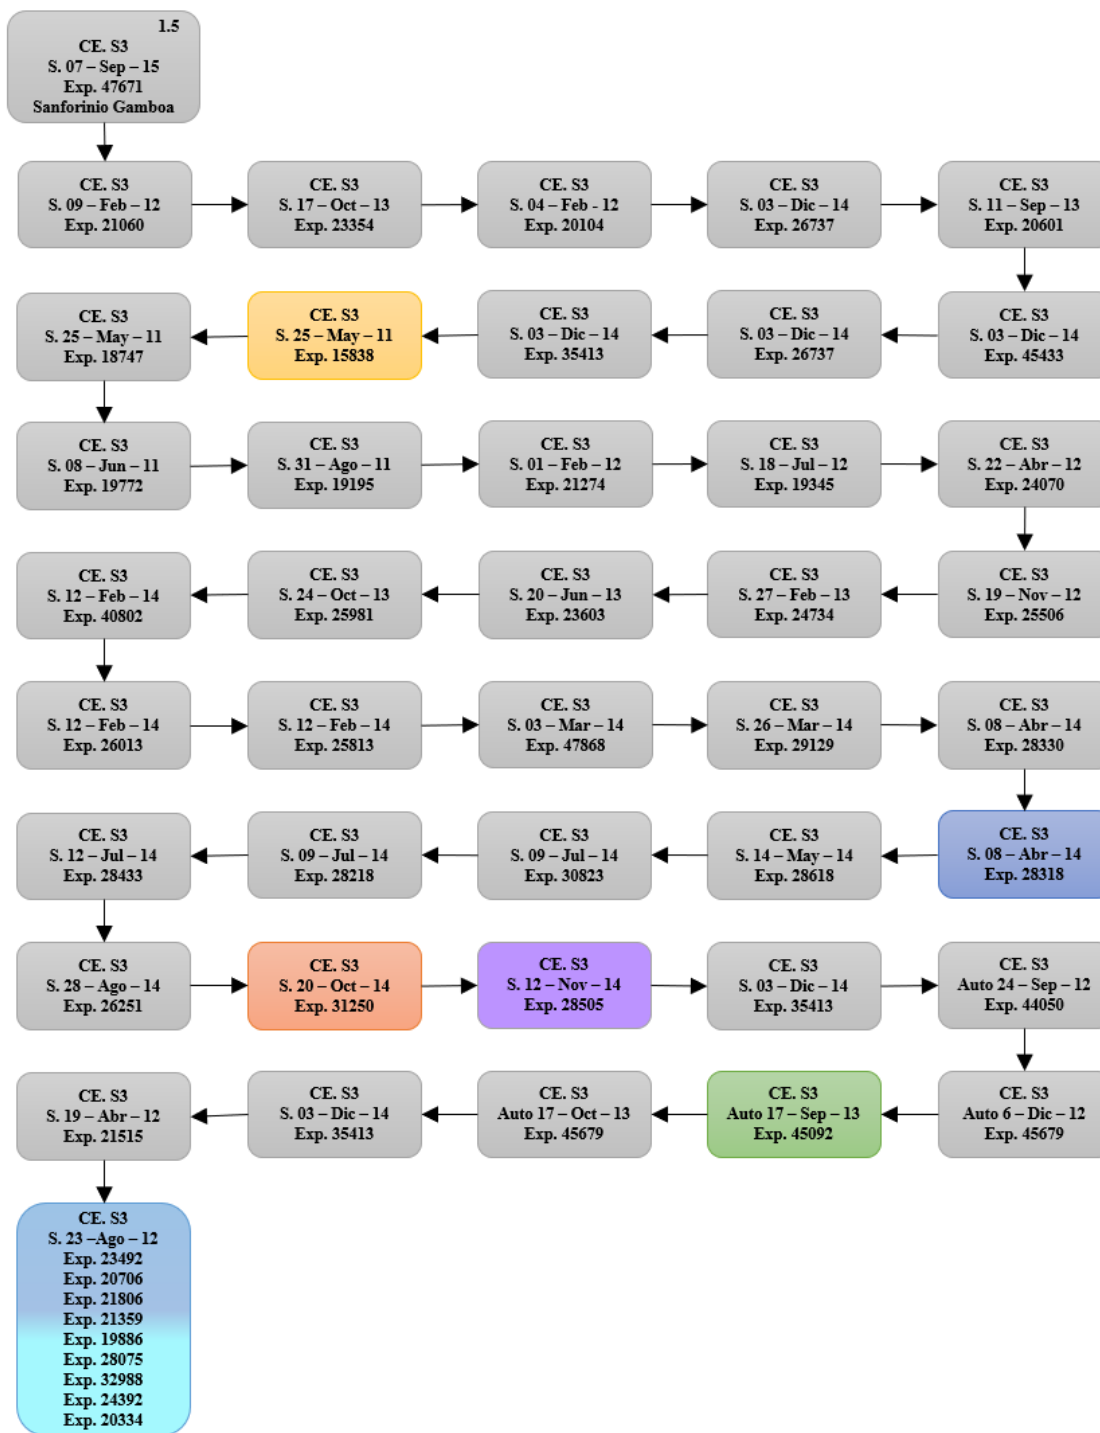 1.5
CE. S3
S. 07 – Sep – 15
Exp. 47671
Sanforinio Gamboa
CE. S3
S. 09 – Feb – 12
Exp. 21060
CE. S3
S. 17 – Oct – 13
Exp. 23354
CE. S3
S. 04 – Feb - 12
Exp. 20104
CE. S3
S. 03 – Dic – 14
Exp. 26737
CE. S3
S. 11 – Sep – 13
Exp. 20601
CE. S3
S. 03 – Dic – 14
Exp. 45433
CE. S3
S. 03 – Dic – 14
Exp. 26737
CE. S3
S. 03 – Dic – 14
Exp. 35413
CE. S3
S. 25 – May – 11
Exp. 15838
CE. S3
S. 25 – May – 11
Exp. 18747
CE. S3
S. 08 – Jun – 11
Exp. 19772
CE. S3
S. 31 – Ago – 11
Exp. 19195
CE. S3
S. 01 – Feb – 12
Exp. 21274
CE. S3
S. 18 – Jul – 12
Exp. 19345
CE. S3
S. 22 – Abr – 12
Exp. 24070
CE. S3
S. 19 – Nov – 12
Exp. 25506
CE. S3
S. 27 – Feb – 13
Exp. 24734
CE. S3
S. 20 – Jun – 13
Exp. 23603
CE. S3
S. 24 – Oct – 13
Exp. 25981
CE. S3
S. 12 – Feb – 14
Exp. 40802
CE. S3
S. 12 – Feb – 14
Exp. 26013
CE. S3
S. 12 – Feb – 14
Exp. 25813
CE. S3
S. 03 – Mar – 14
Exp. 47868
CE. S3
S. 26 – Mar – 14
Exp. 29129
CE. S3
S. 08 – Abr – 14
Exp. 28330
CE. S3
S. 08 – Abr – 14
Exp. 28318
CE. S3
S. 14 – May – 14
Exp. 28618
CE. S3
S. 09 – Jul – 14
Exp. 30823
CE. S3
S. 09 – Jul – 14
Exp. 28218
CE. S3
S. 12 – Jul – 14
Exp. 28433
CE. S3
S. 28 – Ago – 14
Exp. 26251
CE. S3
S. 20 – Oct – 14
Exp. 31250
CE. S3
S. 12 – Nov – 14
Exp. 28505
CE. S3
S. 03 – Dic – 14
Exp. 35413
CE. S3
Auto 24 – Sep – 12
Exp. 44050
CE. S3
Auto 6 – Dic – 12
Exp. 45679
CE. S3
Auto 17 – Sep – 13
Exp. 45092
CE. S3
Auto 17 – Oct – 13
Exp. 45679
CE. S3
S. 03 – Dic – 14
Exp. 35413
CE. S3
S. 19 – Abr – 12
Exp. 21515
CE. S3
S. 23 –Ago – 12
Exp. 23492
Exp. 20706
Exp. 21806
Exp. 21359
Exp. 19886
Exp. 28075
Exp. 32988
Exp. 24392
Exp. 20334